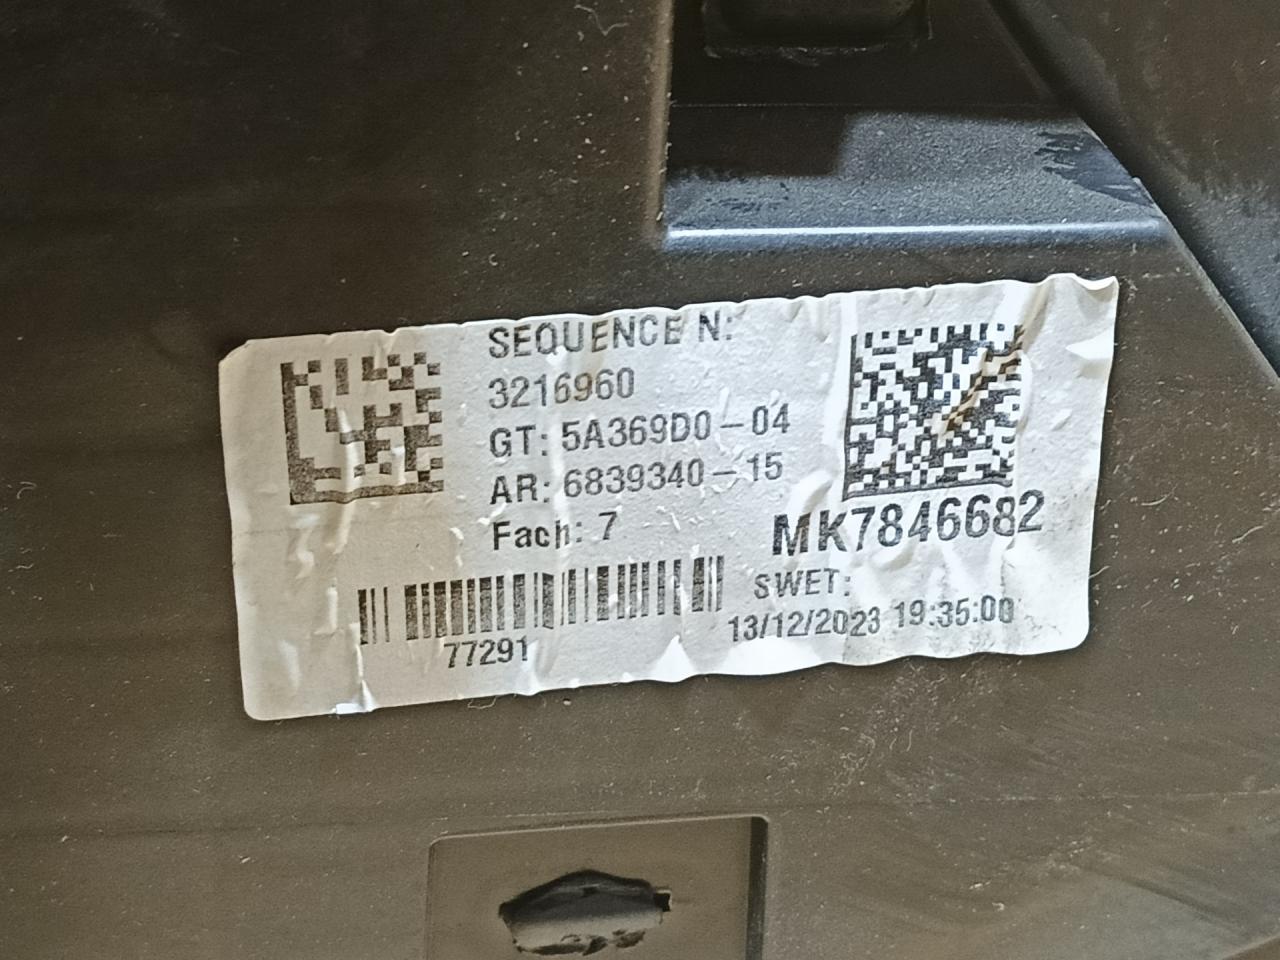 SEQUENCE N:
3216960
GT: 5A369D0-04
AR: 6839340-15
Fach: 7
MK7846682
SWET:
13/12/2023 19:35:00
77291